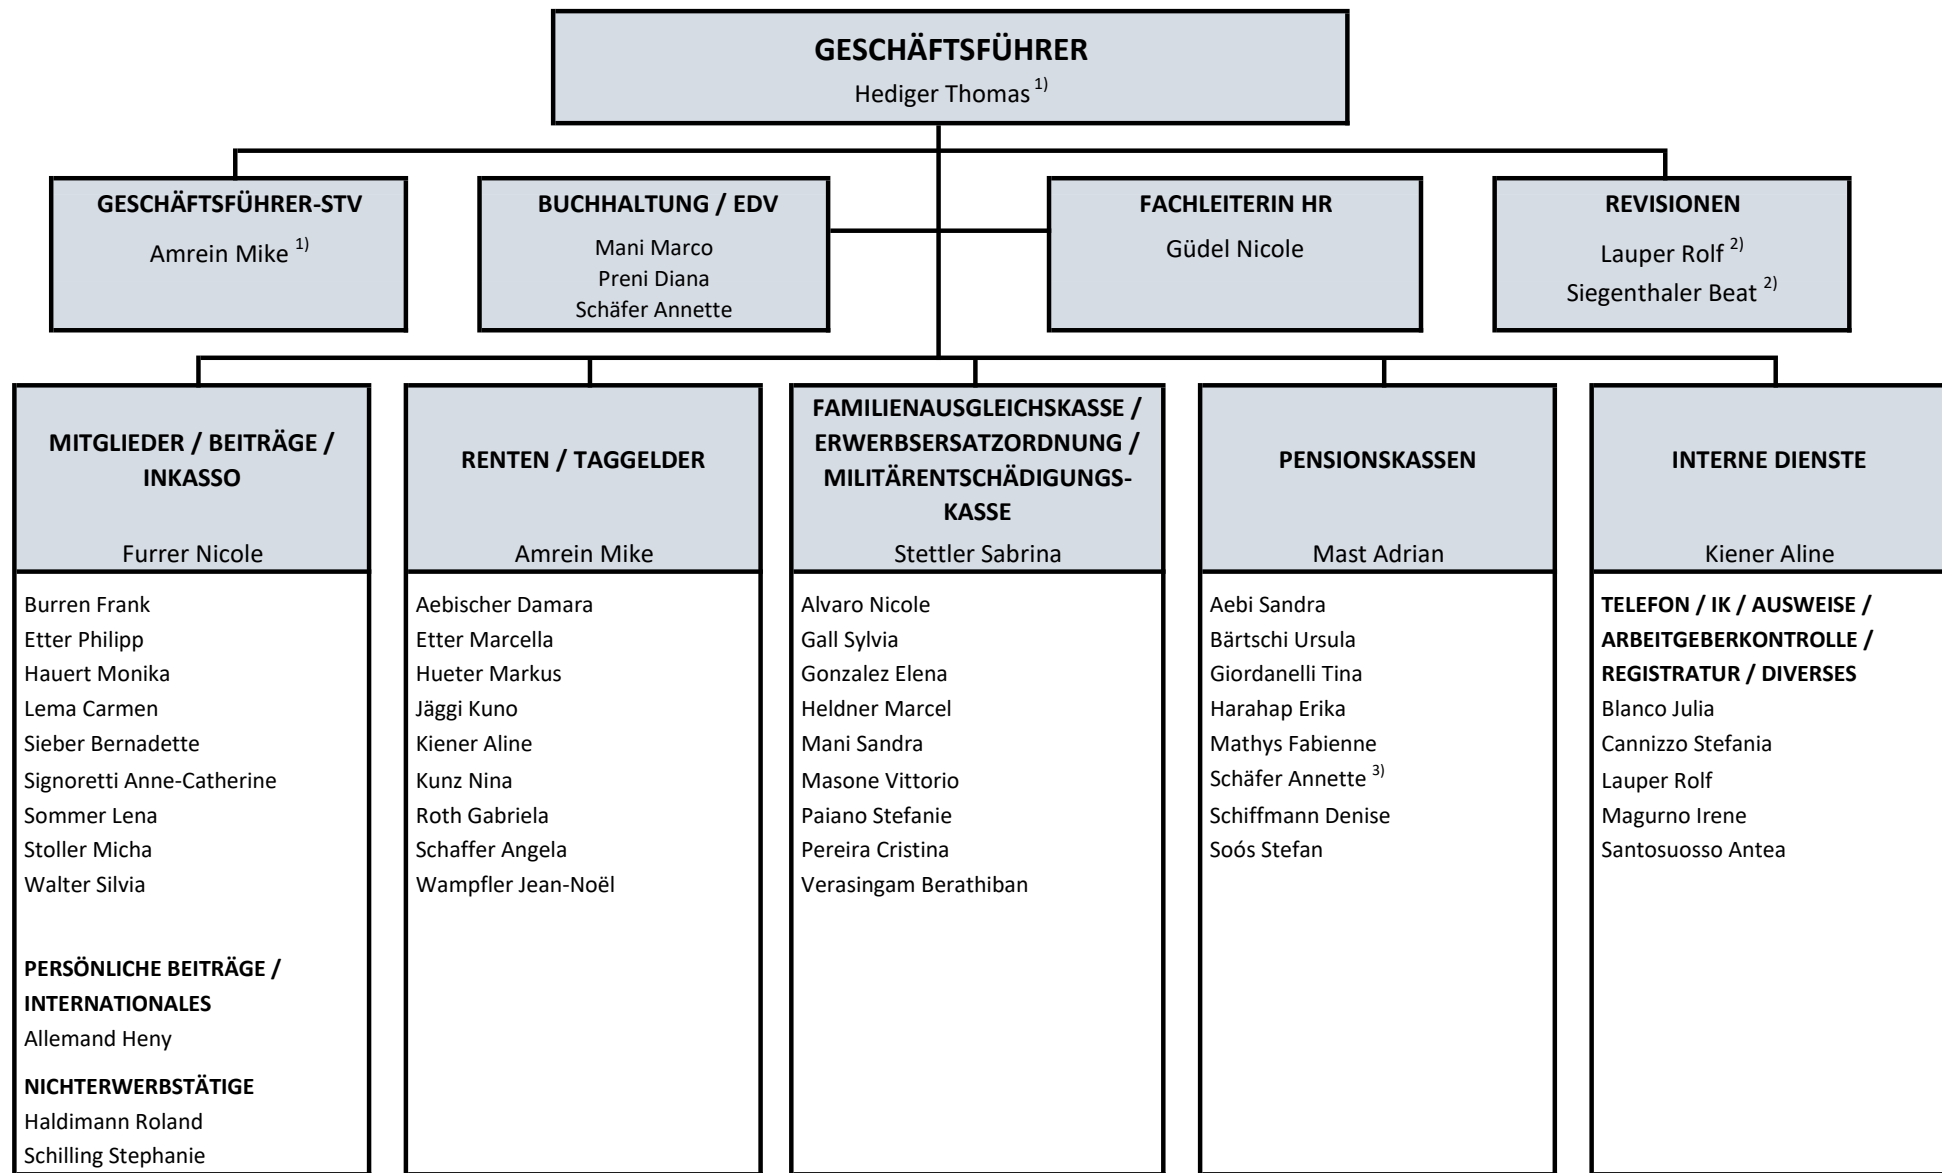 GESCHÄFTSFÜHRER
Hediger Thomas 1)
GESCHÄFTSFÜHRER-STV
Amrein Mike 1)
BUCHHALTUNG / EDV
Mani Marco
Preni Diana
Schäfer Annette
FACHLEITERIN HR
Güdel Nicole
REVISIONEN
Lauper Rolf 2)
Siegenthaler Beat 2)
MITGLIEDER / BEITRÄGE /
INKASSO
Furrer Nicole
Burren Frank
Etter Philipp
Hauert Monika
Lema Carmen
Sieber Bernadette
Signoretti Anne-Catherine
Sommer Lena
Stoller Micha
Walter Silvia
PERSÖNLICHE BEITRÄGE /
INTERNATIONALES
Allemand Heny
NICHTERWERBSTÄTIGE
Haldimann Roland
Schilling Stephanie
RENTEN / TAGGELDER
Amrein Mike
Aebischer Damara
Etter Marcella
Hueter Markus
Jäggi Kuno
Kiener Aline
Kunz Nina
Roth Gabriela
Schaffer Angela
Wampfler Jean-Noël
FAMILIENAUSGLEICHSKASSE /
ERWERBSERSATZORDNUNG /
MILITÄRENTSCHÄDIGUNGS-
KASSE
Stettler Sabrina
Alvaro Nicole
Gall Sylvia
Gonzalez Elena
Heldner Marcel
Mani Sandra
Masone Vittorio
Paiano Stefanie
Pereira Cristina
Verasingam Berathiban
PENSIONSKASSEN
Mast Adrian
Aebi Sandra
Bärtschi Ursula
Giordanelli Tina
Harahap Erika
Mathys Fabienne
Schäfer Annette 3)
Schiffmann Denise
Soós Stefan
INTERNE DIENSTE
Kiener Aline
TELEFON / IK / AUSWEISE /
ARBEITGEBERKONTROLLE /
REGISTRATUR / DIVERSES
Blanco Julia
Cannizzo Stefania
Lauper Rolf
Magurno Irene
Santosuosso Antea